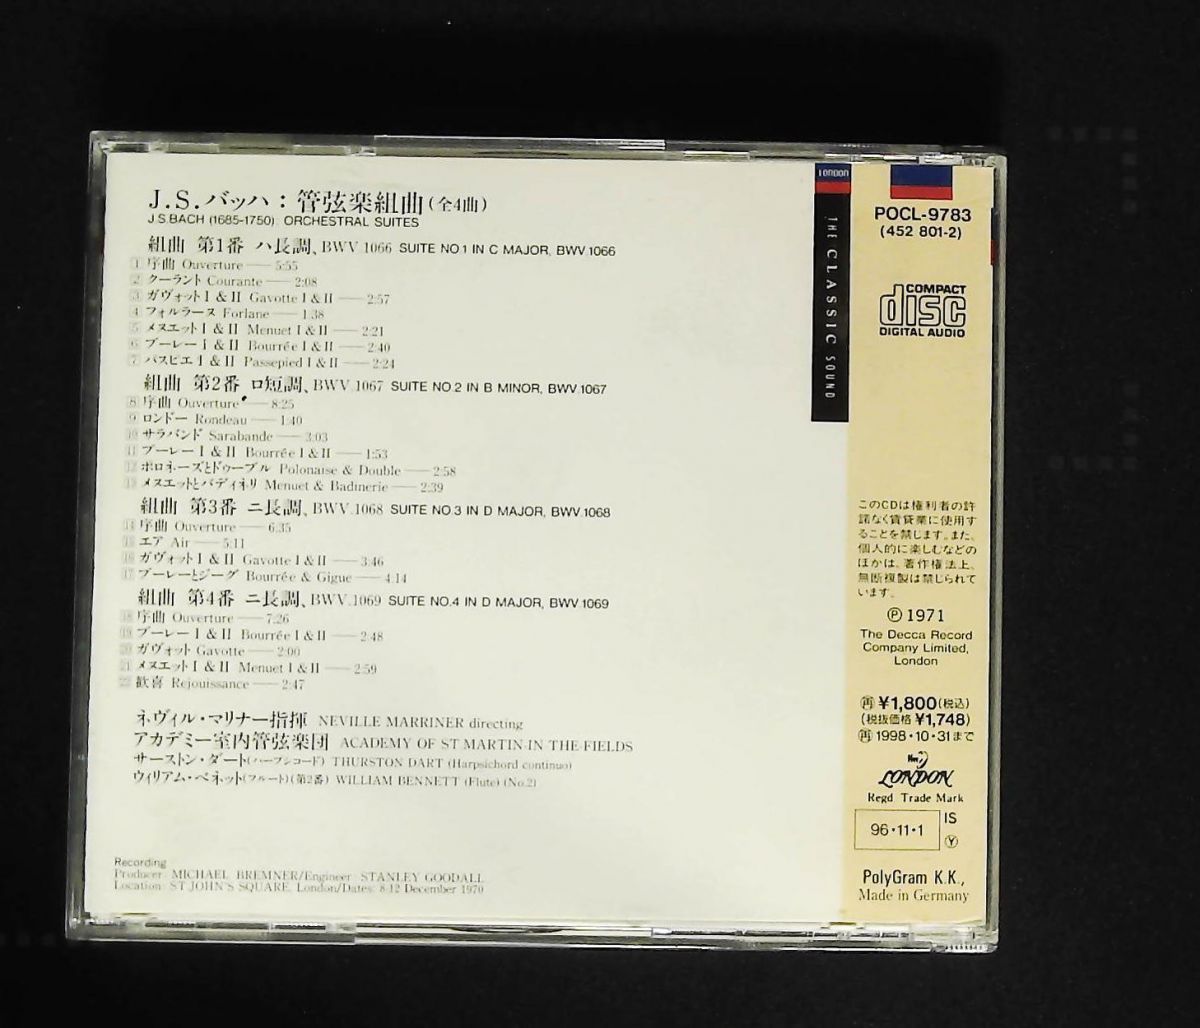 J.S.バッハ：管弦楽組曲（全4曲）
J.S.BACH (1685-1750): ORCHESTRAL SUITES
組曲 第1番 ハ長調、BWV.1066 SUITE NO.1 IN C MAJOR, BWV.1066
1 序曲 Ouverture — 5:55
2 クーラント Courante — 2:08
3 ガヴォットⅠ&Ⅱ Gavotte Ⅰ&Ⅱ — 2:57
4 フォルラーヌ Forlane — 1:38
5 メヌエットⅠ&Ⅱ Menuet Ⅰ&Ⅱ — 2:21
6 ブーレーⅠ&Ⅱ Bourrée Ⅰ&Ⅱ — 2:40
7 パスピエⅠ&Ⅱ Passepied Ⅰ&Ⅱ — 2:24
組曲 第2番 ロ短調、BWV.1067 SUITE NO.2 IN B MINOR, BWV.1067
8 序曲 Ouverture — 8:25
9 ロンドー Rondeau — 1:40
10 サラバンド Sarabande — 3:03
11 ブーレーⅠ&Ⅱ Bourrée Ⅰ&Ⅱ — 1:53
12 ポロネーズとドゥーブル Polonaise & Double — 2:58
13 メヌエットとバディネリ Menuet & Badinerie — 2:39
組曲 第3番 ニ長調、BWV.1068 SUITE NO.3 IN D MAJOR, BWV.1068
14 序曲 Ouverture — 6:35
15 エア Air — 5:11
16 ガヴォットⅠ&Ⅱ Gavotte Ⅰ&Ⅱ — 3:46
17 ブーレーとジーグ Bourrée & Gigue — 4:14
組曲 第4番 ニ長調、BWV.1069 SUITE NO.4 IN D MAJOR, BWV.1069
18 序曲 Ouverture — 7:26
19 ブーレーⅠ&Ⅱ Bourrée Ⅰ&Ⅱ — 2:48
20 ガヴォット Gavotte — 2:00
21 メヌエットⅠ&Ⅱ Menuet Ⅰ&Ⅱ — 2:59
22 歓喜 Rejouissance — 2:47
ネヴィル・マリナー指揮 NEVILLE MARRINER directing
アカデミー室内管弦楽団 ACADEMY OF ST MARTIN-IN-THE-FIELDS
サーストン・ダート(ハープシコード) THURSTON DART (Harpsichord continuo)
ウィリアム・ベネット(フルート)(第2番) WILLIAM BENNETT (Flute) (No.2)
Recording
Producer: MICHAEL BREMNER/Engineer: STANLEY GOODALL
Location: ST JOHN'S SQUARE, London/Dates: 8-12 December 1970
LONDON
THE CLASSIC SOUND
POCL-9783
(452 801-2)
COMPACT
disc
DIGITAL AUDIO
このCDは権利者の許
諾なく賃貸業に使用す
ることを禁じます。また、
個人的に楽しむなどの
ほかは、著作権法上、
無断複製は禁じられて
います。
Ⓟ 1971
The Decca Record
Company Limited,
London
再 ¥1,800(税込)
(税抜価格 ¥1,748)
再 1998・10・31まで
LONDON
Regd. Trade Mark
96・11・1
IS
Ⓨ
PolyGram K.K.,
Made in Germany